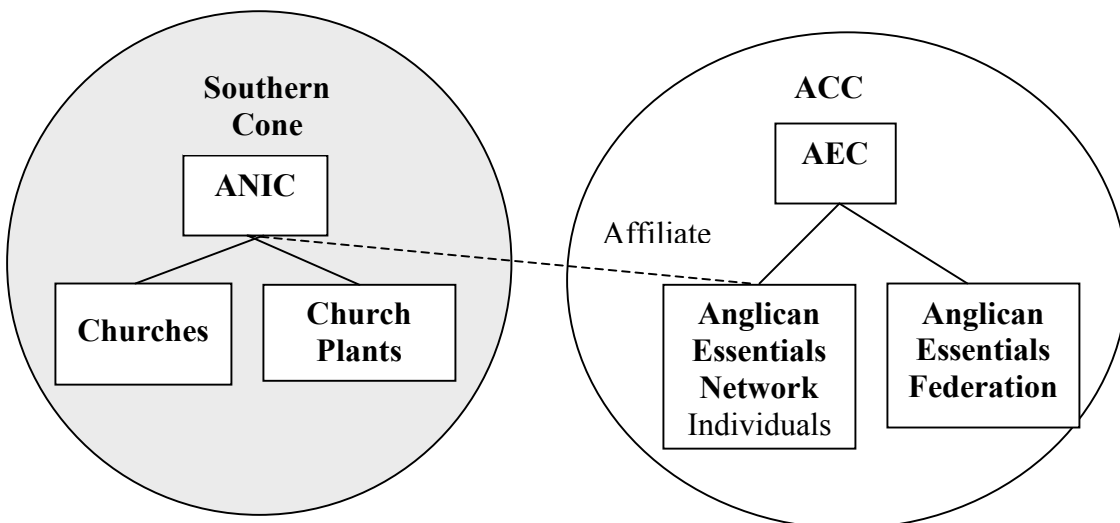 Southern
Cone
ANIC
Churches
Church
Plants
Affiliate
ACC
AEC
Anglican
Essentials
Network
Individuals
Anglican
Essentials
Federation